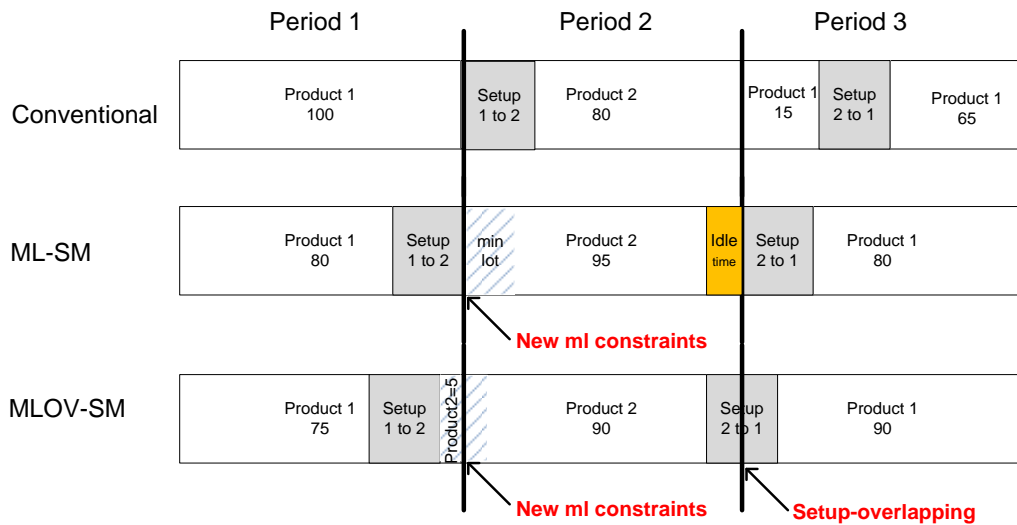 Period 1
Period 2
Period 3
Conventional
Product 1
100
Setup
1 to 2
Product 2
80
Product 1
15
Setup
2 to 1
Product 1
65
ML-SM
Product 1
80
Setup
1 to 2
min
lot
Product 2
95
Idle
time
Setup
2 to 1
Product 1
80
New ml constraints
MLOV-SM
Product 1
75
Setup
1 to 2
Product2=5
Product 2
90
Setup
2 to 1
Product 1
90
New ml constraints
Setup-overlapping